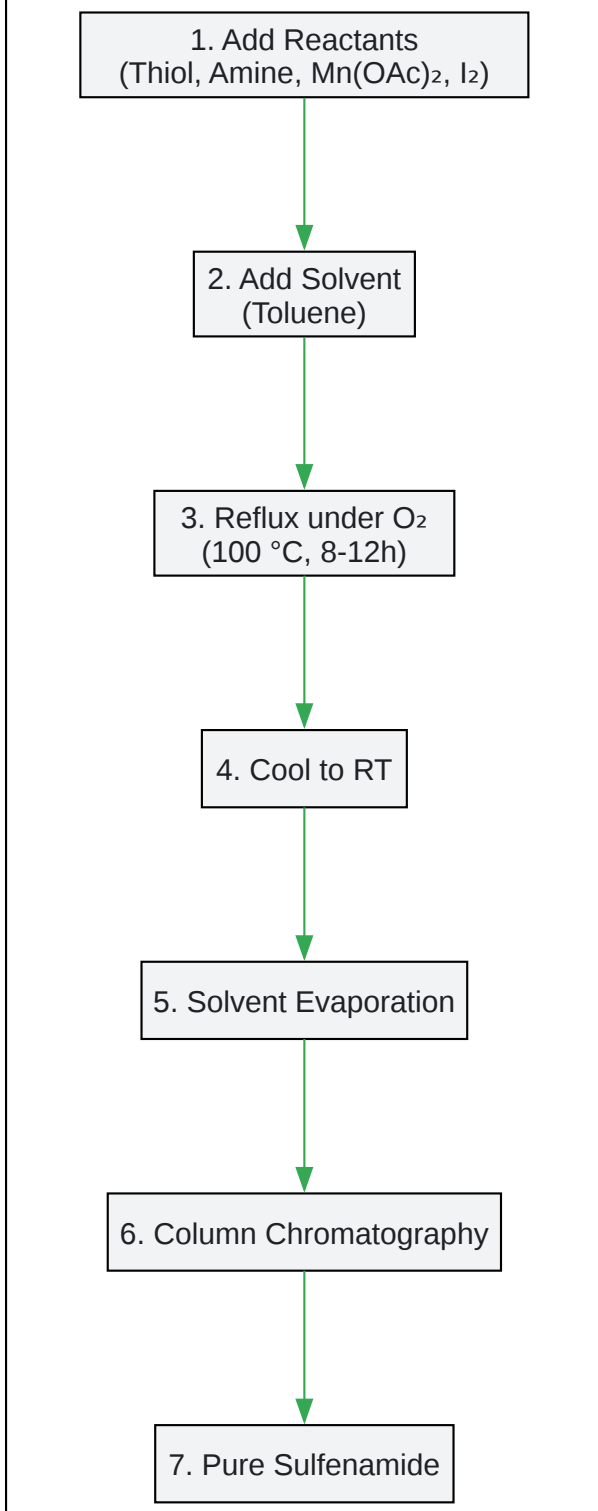 1. Add Reactants
(Thiol, Amine, Mn(OAc)₂, I₂)
2. Add Solvent
(Toluene)
3. Reflux under O₂
(100 °C, 8-12h)
4. Cool to RT
5. Solvent Evaporation
6. Column Chromatography
7. Pure Sulfenamide